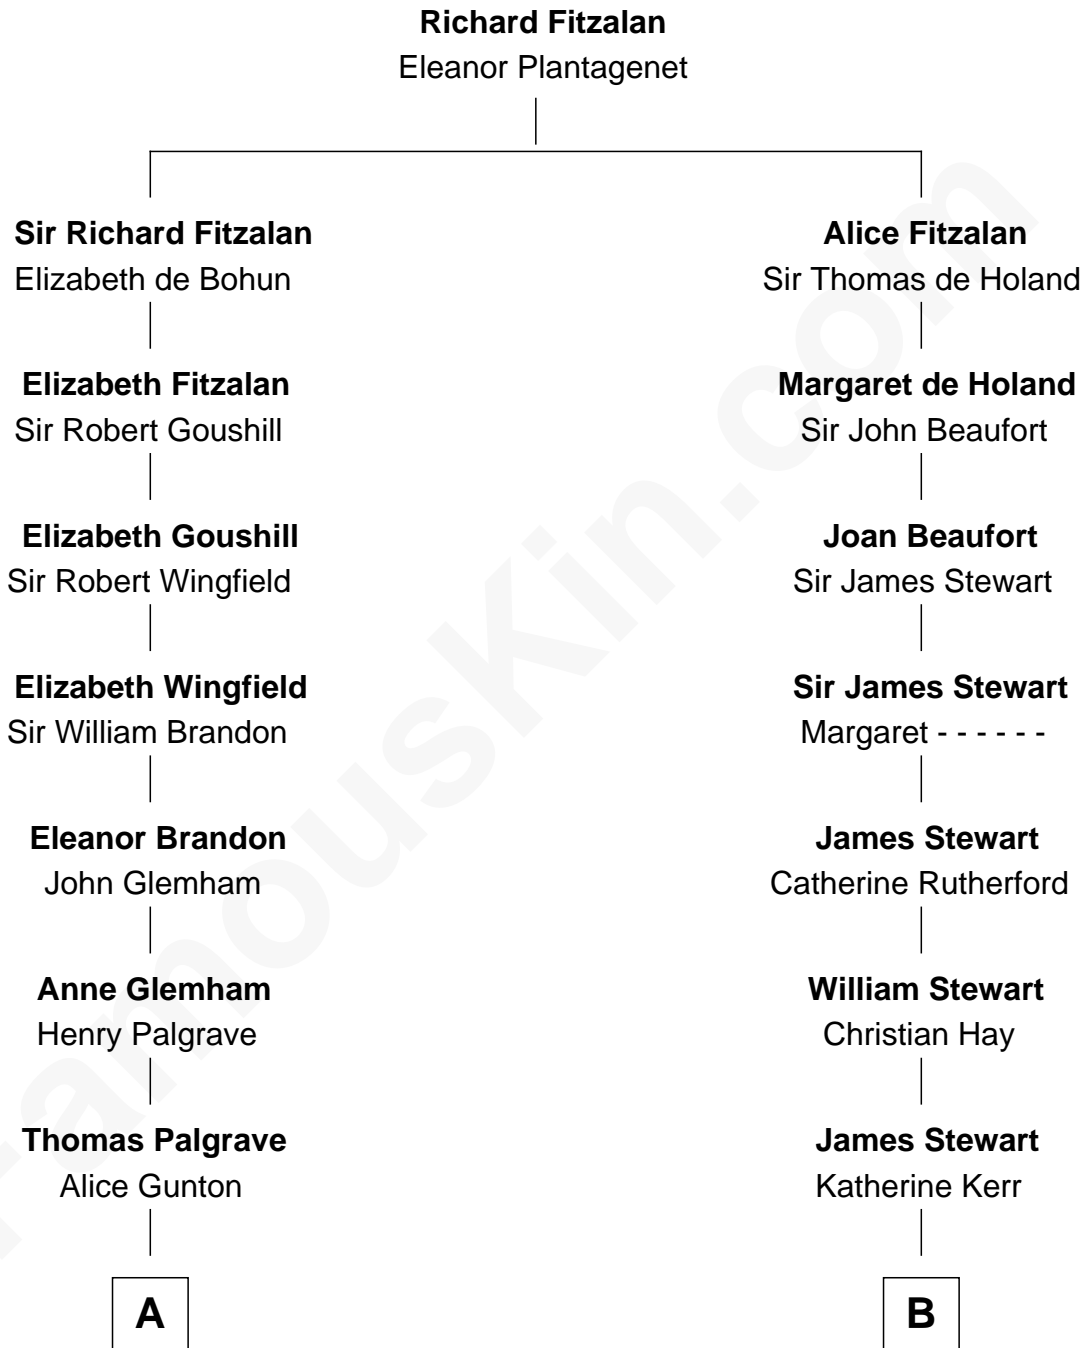 Richard Fitzalan
Eleanor Plantagenet
Sir Richard Fitzalan
Elizabeth de Bohun
Alice Fitzalan
Sir Thomas de Holand
Elizabeth Fitzalan
Sir Robert Goushill
Margaret de Holand
Sir John Beaufort
Elizabeth Goushill
Sir Robert Wingfield
Joan Beaufort
Sir James Stewart
Elizabeth Wingfield
Sir William Brandon
Sir James Stewart
Margaret - - - - - -
Eleanor Brandon
John Glemham
James Stewart
Catherine Rutherford
Anne Glemham
Henry Palgrave
William Stewart
Christian Hay
Thomas Palgrave
Alice Gunton
James Stewart
Katherine Kerr
A
B
FamousKin.com